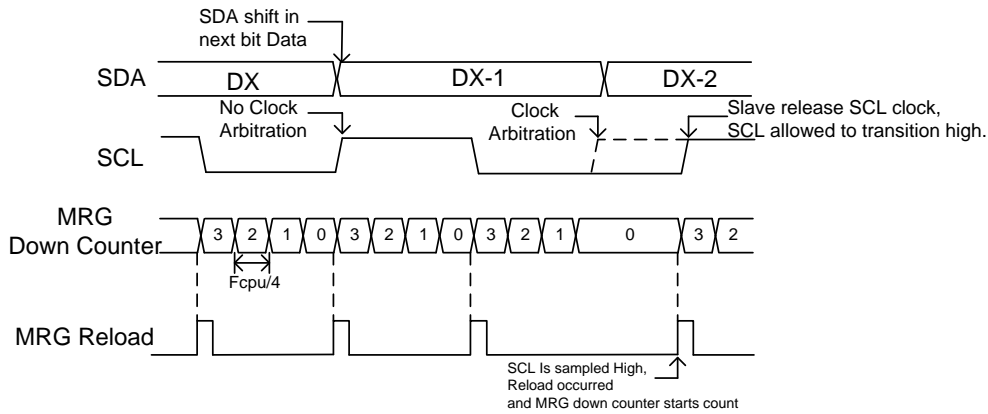 SDA shift in
next bit Data
SDA
DX
DX-1
DX-2
No Clock
Arbitration
Clock
Arbitration
Slave release SCL clock,
SCL allowed to transition high.
SCL
MRG
Down Counter
3 2 1 0 3 2 1 0 3 2 1 0 3 2
Fcpu/4
MRG Reload
SCL Is sampled High,
Reload occurred
and MRG down counter starts count